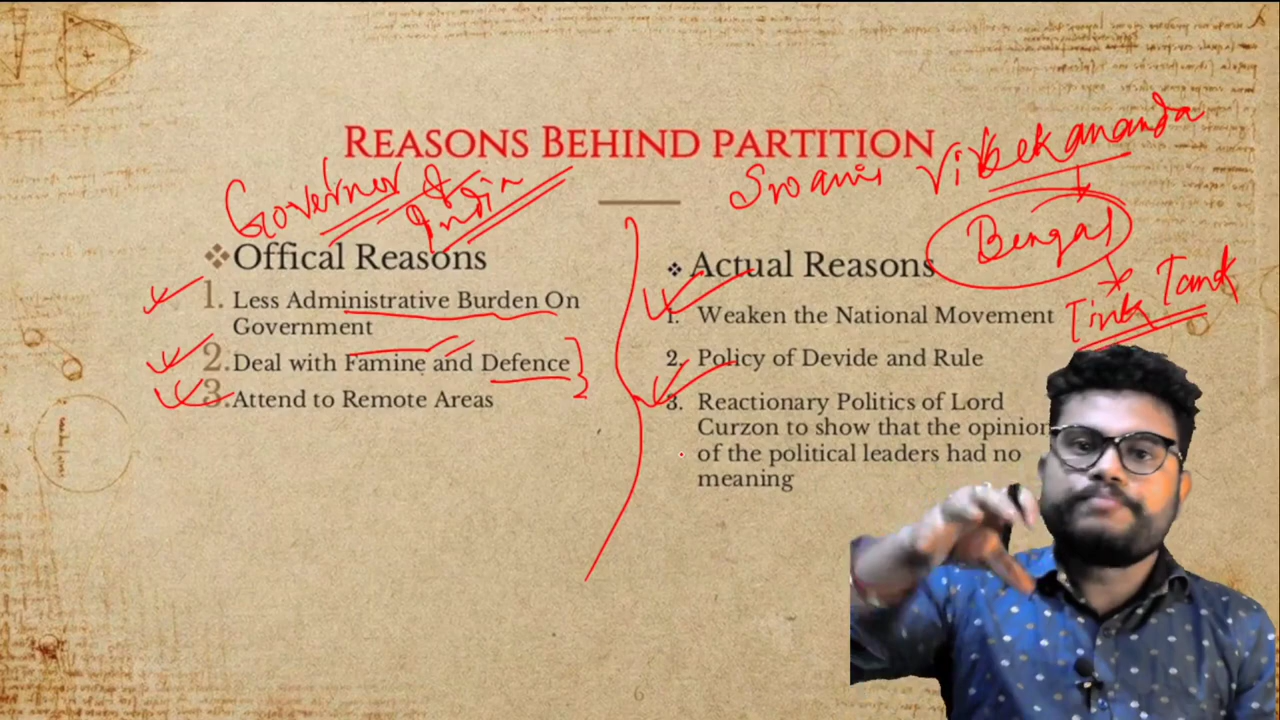 REASONS BEHIND PARTITION
Governer of
India
Swami Vivekananda
Bengal
Tink Tank
❖ Offical Reasons
1. Less Administrative Burden On
Government
2. Deal with Famine and Defence
3. Attend to Remote Areas
❖ Actual Reasons
1. Weaken the National Movement
2. Policy of Devide and Rule
3. Reactionary Politics of Lord
Curzon to show that the opinion
of the political leaders had no
meaning
6